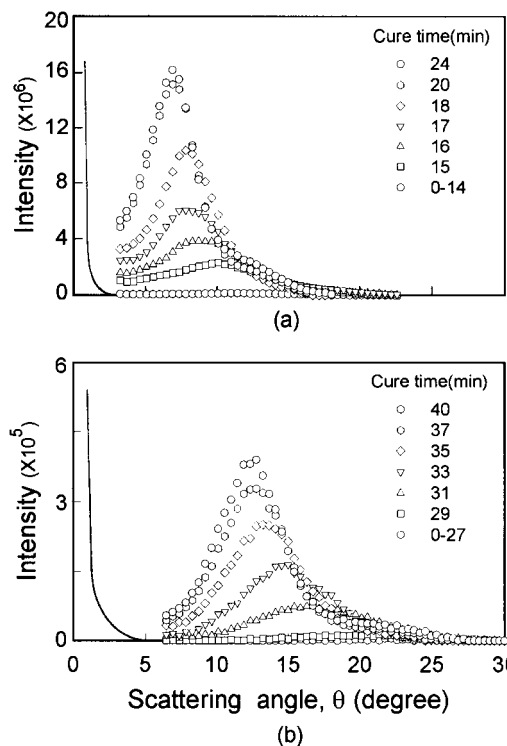 20
16
12
8
4
0
Intensity (X10⁶)
Cure time(min)
24
20
18
17
16
15
0-14
(a)
6
3
0
Intensity (X10⁵)
Cure time(min)
40
37
35
33
31
29
0-27
0 5 10 15 20 25 30
Scattering angle, θ (degree)
(b)